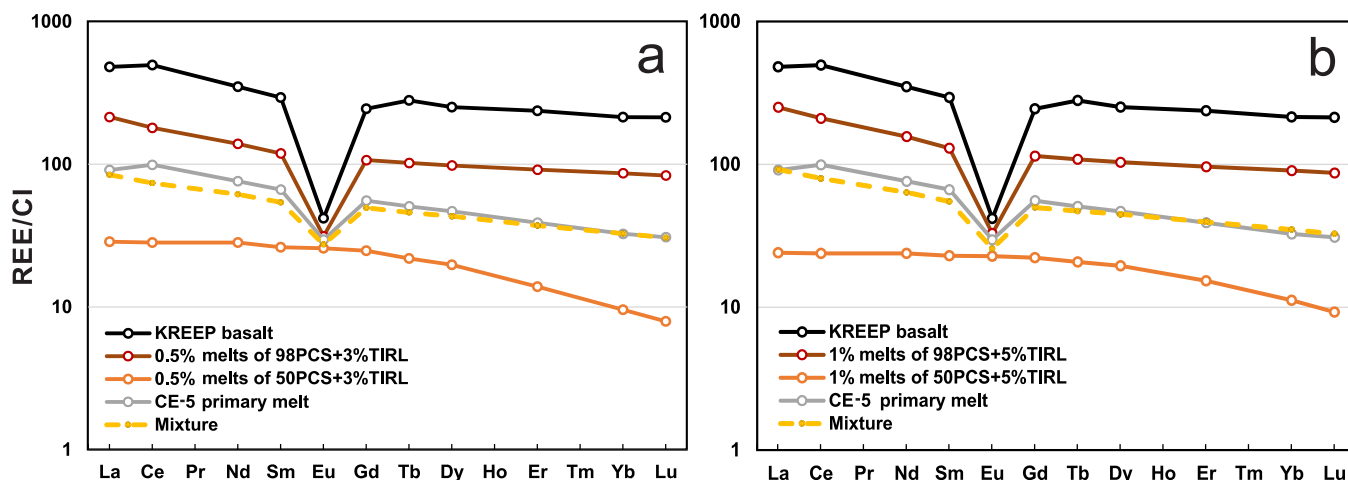 REE/CI
1000
100
10
1
a
KREEP basalt
0.5% melts of 98PCS+3%TIRL
0.5% melts of 50PCS+3%TIRL
CE-5 primary melt
Mixture
La Ce Pr Nd Sm Eu Gd Tb Dy Ho Er Tm Yb Lu
1000
100
10
1
b
KREEP basalt
1% melts of 98PCS+5%TIRL
1% melts of 50PCS+5%TIRL
CE-5 primary melt
Mixture
La Ce Pr Nd Sm Eu Gd Tb Dy Ho Er Tm Yb Lu